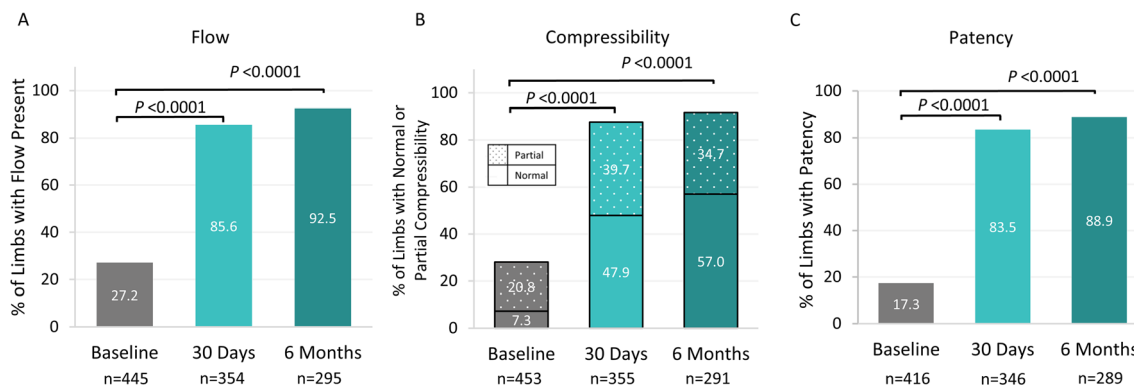 A
Flow
P <0.0001
P <0.0001
% of Limbs with Flow Present
100
80
60
40
20
0
27.2
85.6
92.5
Baseline 30 Days 6 Months
n=445 n=354 n=295
B
Compressibility
P <0.0001
P <0.0001
% of Limbs with Normal or
Partial Compressibility
100
80
60
40
20
0
Partial
Normal
20.8
7.3
39.7
47.9
34.7
57.0
Baseline 30 Days 6 Months
n=453 n=355 n=291
C
Patency
P <0.0001
P <0.0001
% of Limbs with Patency
100
80
60
40
20
0
17.3
83.5
88.9
Baseline 30 Days 6 Months
n=416 n=346 n=289